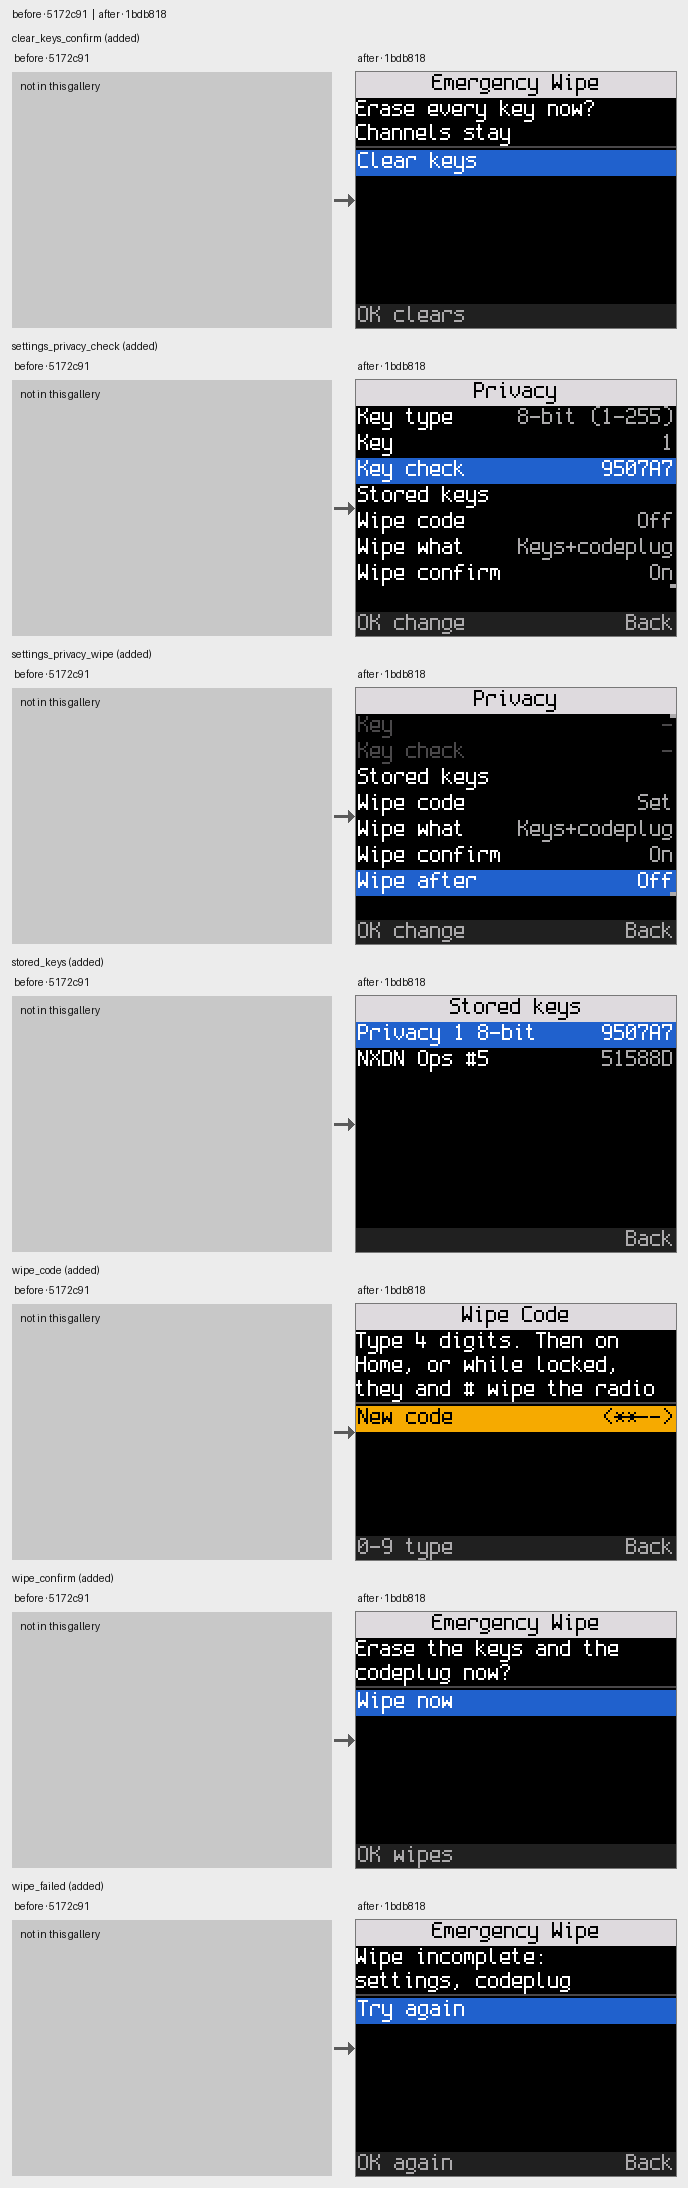 before · 5172c91 | after · 1bdb818
clear_keys_confirm (added)
before · 5172c91
after · 1bdb818
not in this gallery
Emergency Wipe
Erase every key now?
Channels stay
Clear keys
OK clears
settings_privacy_check (added)
before · 5172c91
after · 1bdb818
not in this gallery
Privacy
Key type 8-bit (1-255)
Key 1
Key check 9507A7
Stored keys
Wipe code Off
Wipe what Keys+codeplug
Wipe confirm On
OK change Back
settings_privacy_wipe (added)
before · 5172c91
after · 1bdb818
not in this gallery
Privacy
Key -
Key check -
Stored keys
Wipe code Set
Wipe what Keys+codeplug
Wipe confirm On
Wipe after Off
OK change Back
stored_keys (added)
before · 5172c91
after · 1bdb818
not in this gallery
Stored keys
Privacy 1 8-bit 9507A7
NXDN Ops #5 51588D
Back
wipe_code (added)
before · 5172c91
after · 1bdb818
not in this gallery
Wipe Code
Type 4 digits. Then on
Home, or while locked,
they and # wipe the radio
New code <**-->
0-9 type Back
wipe_confirm (added)
before · 5172c91
after · 1bdb818
not in this gallery
Emergency Wipe
Erase the keys and the
codeplug now?
Wipe now
OK wipes
wipe_failed (added)
before · 5172c91
after · 1bdb818
not in this gallery
Emergency Wipe
Wipe incomplete:
settings, codeplug
Try again
OK again Back